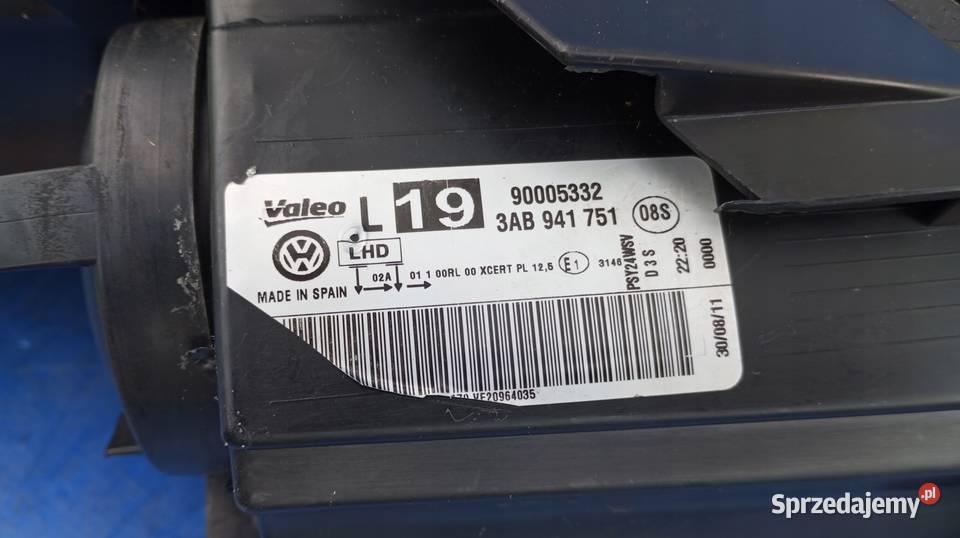 Valeo L 19 90005332
3AB 941 751 08S
VW LHD
02A 01 1 00RL 00 XCERT PL 12,5 E1 3146
MADE IN SPAIN
PSY24WSV
D3S
22:20
0000
30/08/11
VF20964035
Sprzedajemy.pl